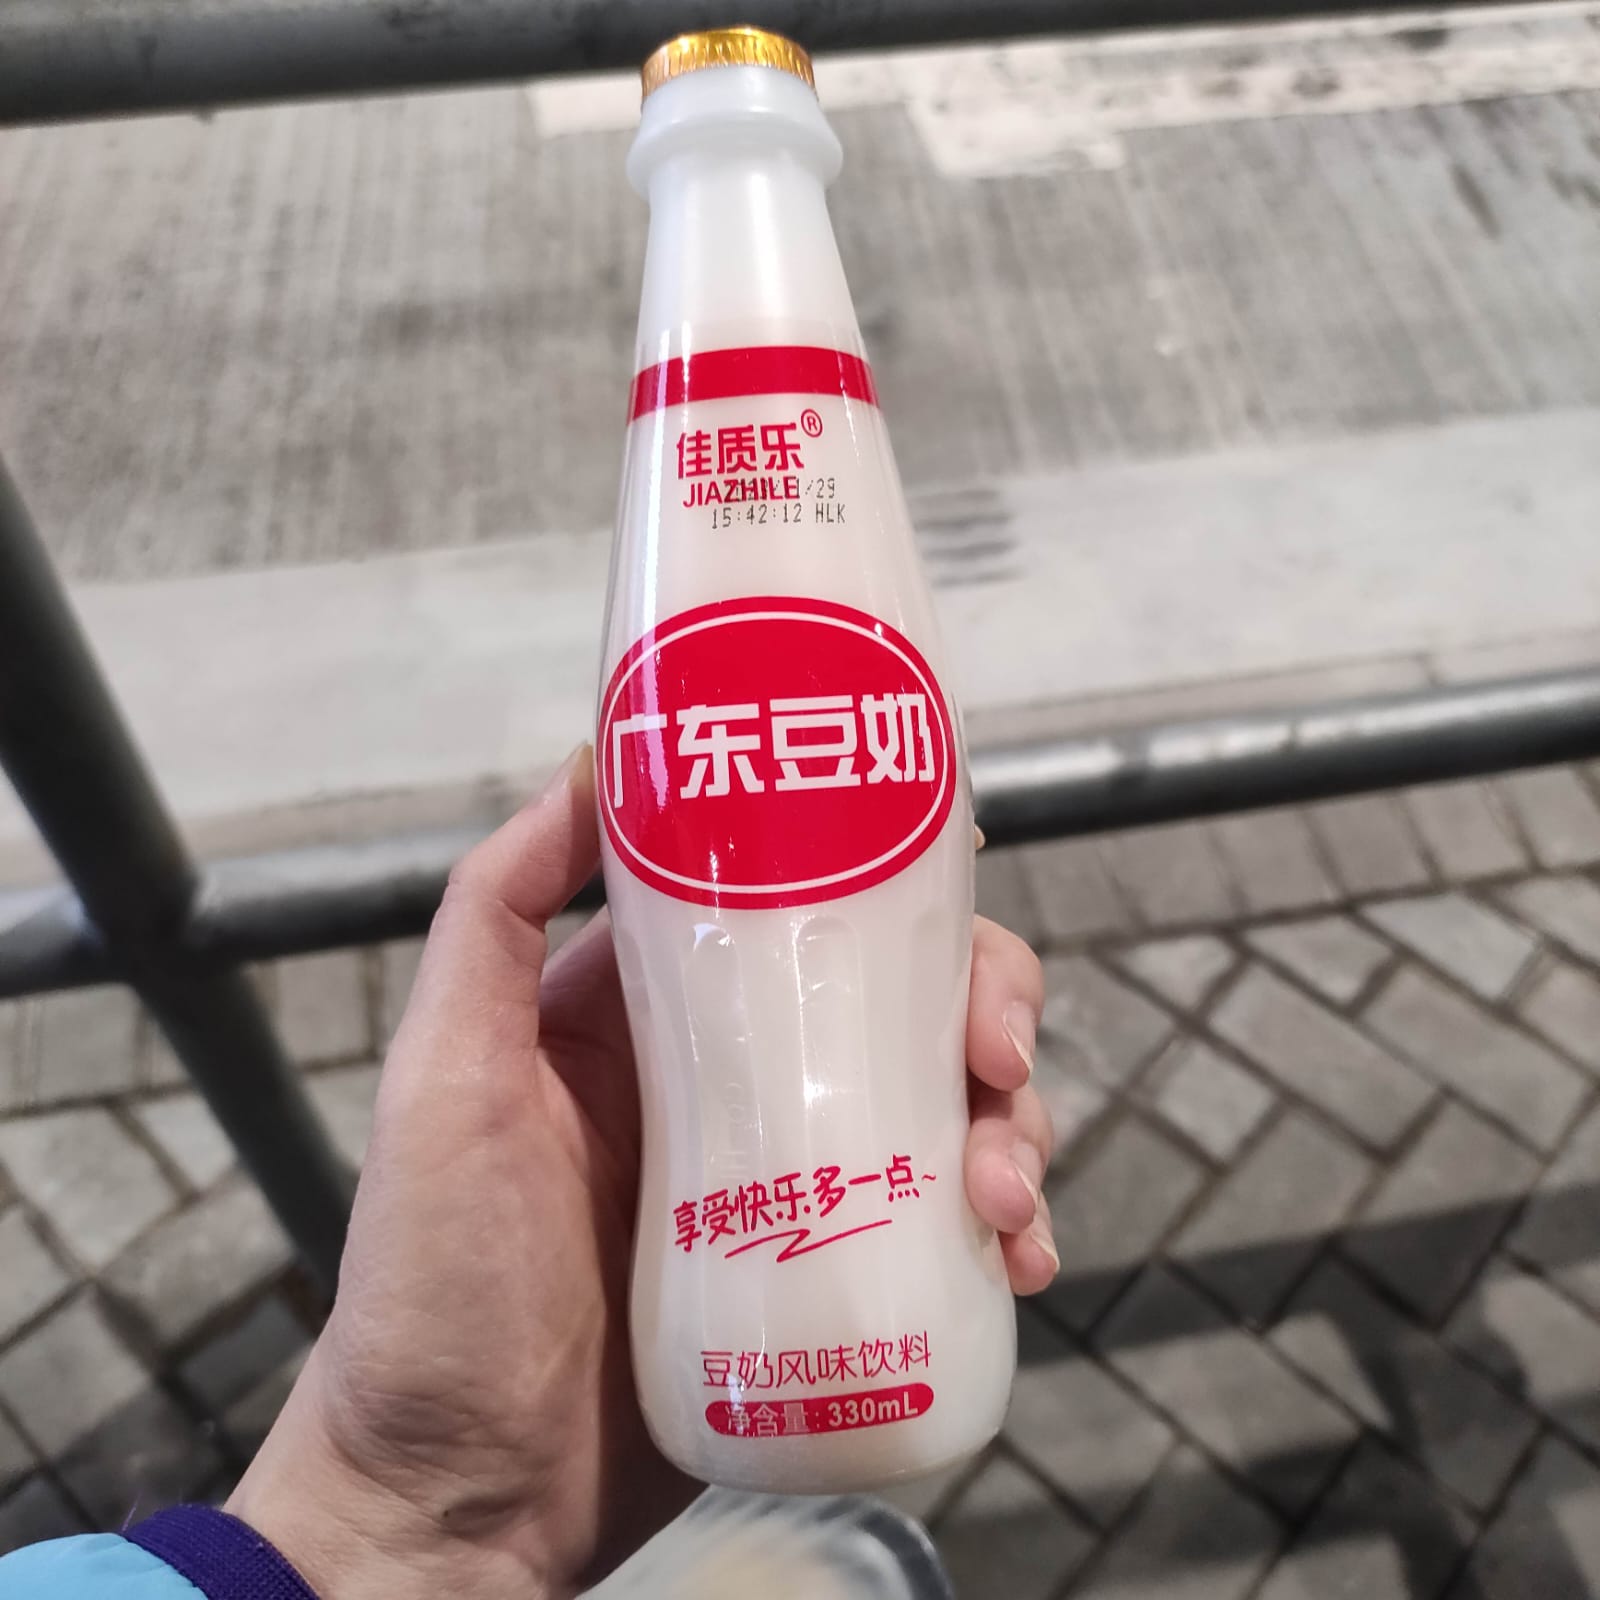 佳质乐®
JIAZHILE
15:42:12 HLK
广东豆奶
享受快乐多一点~
豆奶风味饮料
净含量:330mL